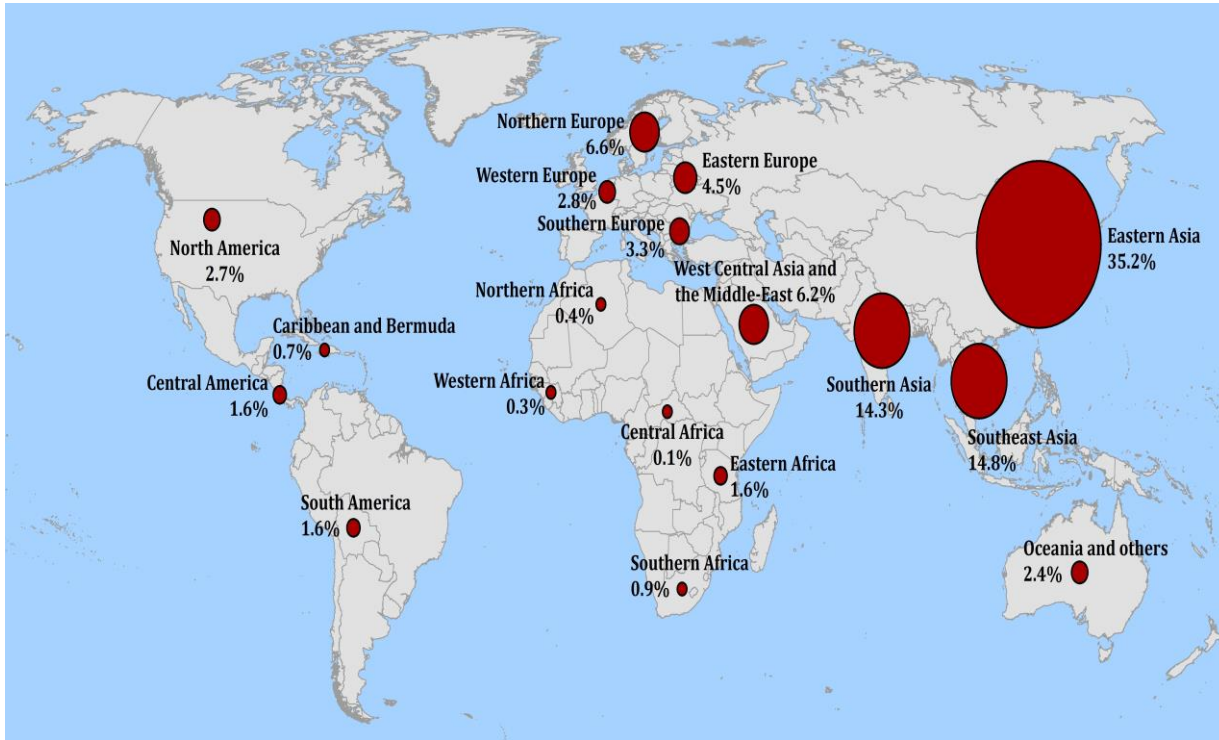 Northern Europe
6.6%
Eastern Europe
4.5%
Western Europe
2.8%
Southern Europe
3.3%
Eastern Asia
35.2%
North America
2.7%
West Central Asia and
the Middle-East 6.2%
Northern Africa
0.4%
Caribbean and Bermuda
0.7%
Central America
1.6%
Western Africa
0.3%
Southern Asia
14.3%
Central Africa
0.1%
Southeast Asia
14.8%
Eastern Africa
1.6%
South America
1.6%
Southern Africa
0.9%
Oceania and others
2.4%